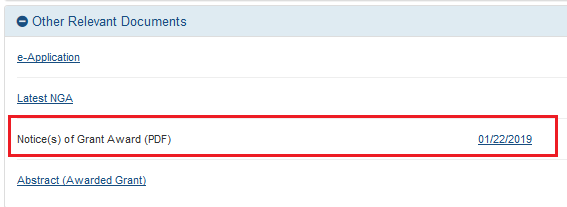 Other Relevant Documents
e-Application
Latest NGA
Notice(s) of Grant Award (PDF) 01/22/2019
Abstract (Awarded Grant)